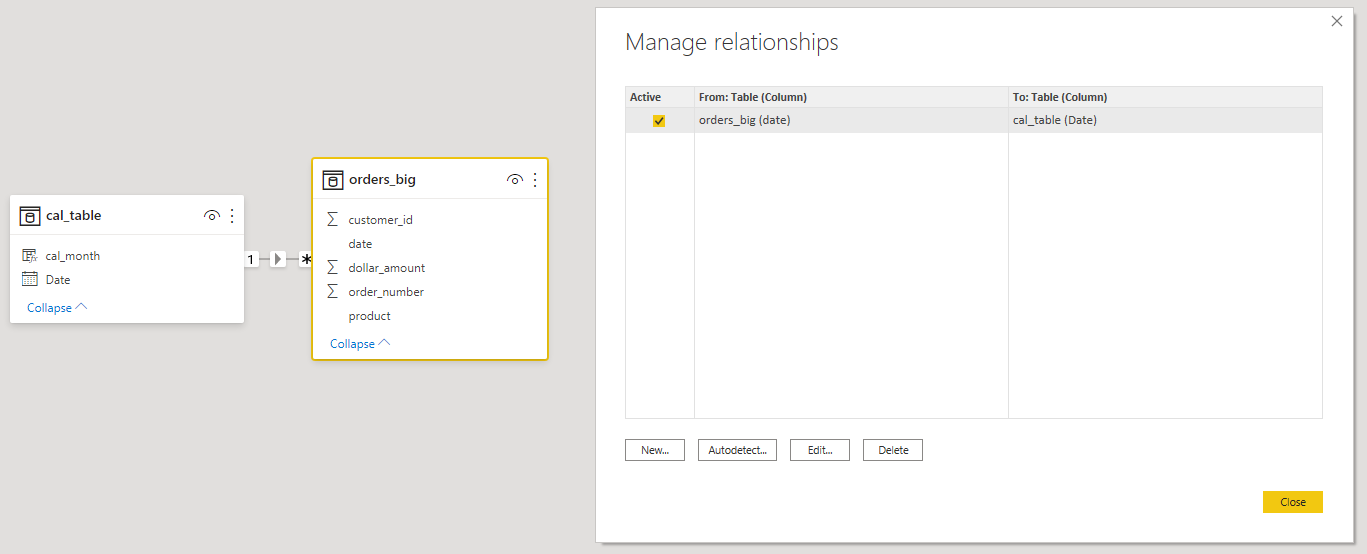 cal_table
cal_month
Date
Collapse
1
*
orders_big
customer_id
date
dollar_amount
order_number
product
Collapse
Manage relationships
Active From: Table (Column) To: Table (Column)
orders_big (date) cal_table (Date)
New... Autodetect... Edit... Delete
Close